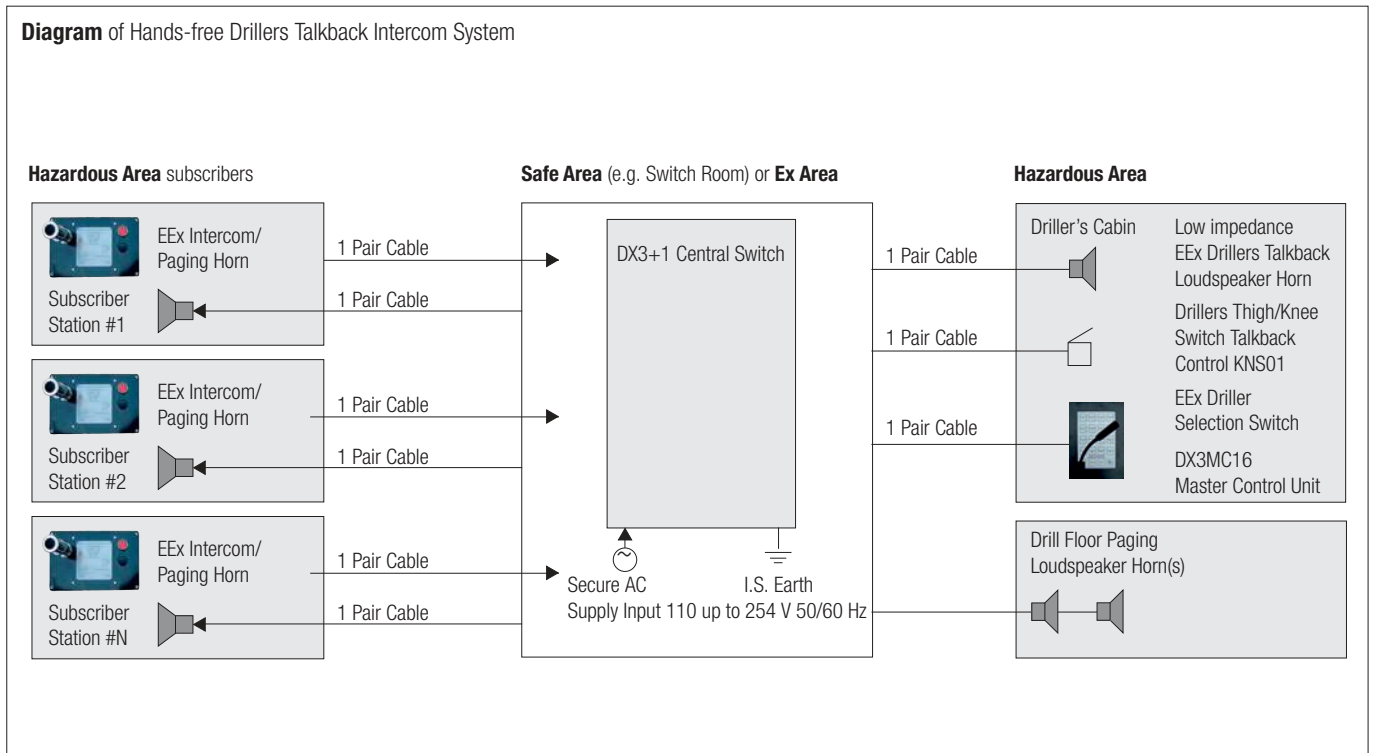 Diagram of Hands-free Drillers Talkback Intercom System
Hazardous Area subscribers
EEx Intercom/
Paging Horn
Subscriber
Station #1
1 Pair Cable
1 Pair Cable
EEx Intercom/
Paging Horn
Subscriber
Station #2
1 Pair Cable
1 Pair Cable
EEx Intercom/
Paging Horn
Subscriber
Station #N
1 Pair Cable
1 Pair Cable
Safe Area (e.g. Switch Room) or Ex Area
DX3+1 Central Switch
Secure AC
I.S. Earth
Supply Input 110 up to 254 V 50/60 Hz
1 Pair Cable
1 Pair Cable
1 Pair Cable
Hazardous Area
Driller's Cabin
Low impedance
EEx Drillers Talkback
Loudspeaker Horn
Drillers Thigh/Knee
Switch Talkback
Control KNS01
EEx Driller
Selection Switch
DX3MC16
Master Control Unit
Drill Floor Paging
Loudspeaker Horn(s)